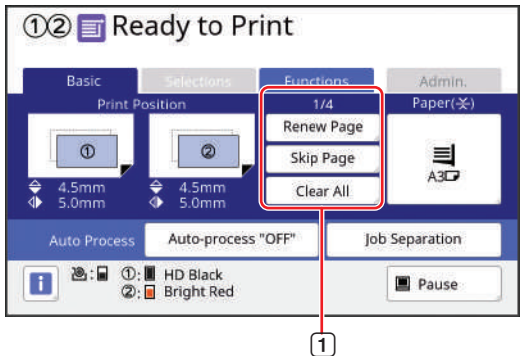 ①② Ready to Print
Basic Selections Functions Admin.
Print Position 1/4 Paper(
① ② Renew Page
Skip Page
Clear All
A3
4.5mm 4.5mm
5.0mm 5.0mm
Auto Process Auto-process "OFF" Job Separation
i ①: HD Black
②: Bright Red
Pause
1